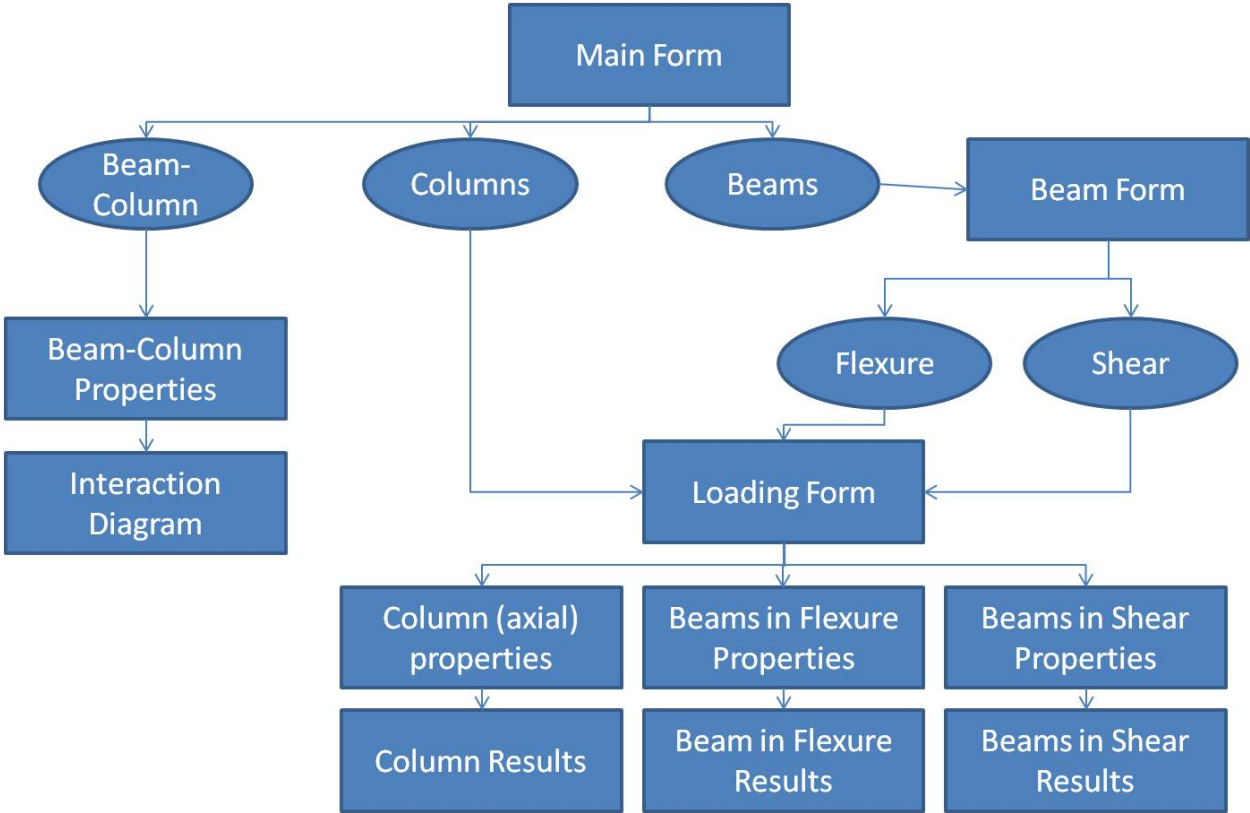 Main Form
Beam-
Column
Columns
Beams
Beam Form
Beam-Column
Properties
Flexure
Shear
Interaction
Diagram
Loading Form
Column (axial)
properties
Beams in Flexure
Properties
Beams in Shear
Properties
Column Results
Beam in Flexure
Results
Beams in Shear
Results